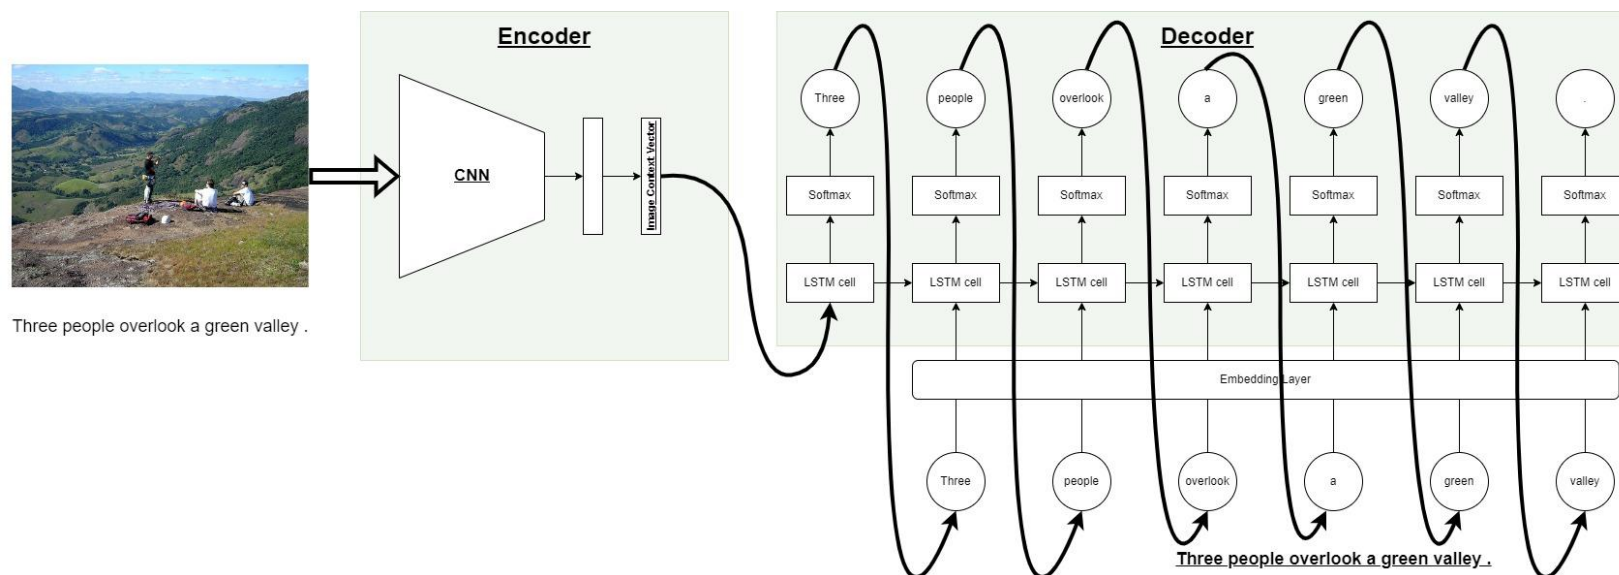 Encoder
Decoder
Three people overlook a green valley .
CNN
Image Context Vector
Three people overlook a green valley .
Softmax Softmax Softmax Softmax Softmax Softmax Softmax
LSTM cell LSTM cell LSTM cell LSTM cell LSTM cell LSTM cell LSTM cell
Embedding Layer
Three people overlook a green valley
Three people overlook a green valley .